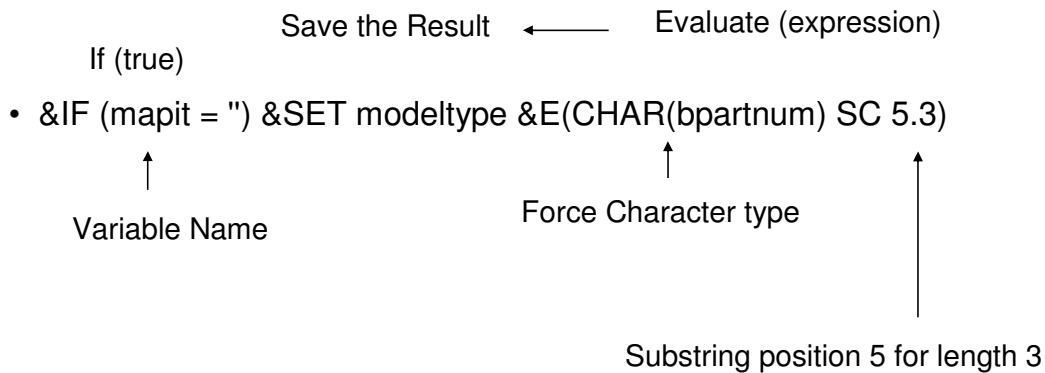 Save the Result Evaluate (expression)
If (true)
• &IF (mapit = '') &SET modeltype &E(CHAR(bpartnum) SC 5.3)
Variable Name
Force Character type
Substring position 5 for length 3